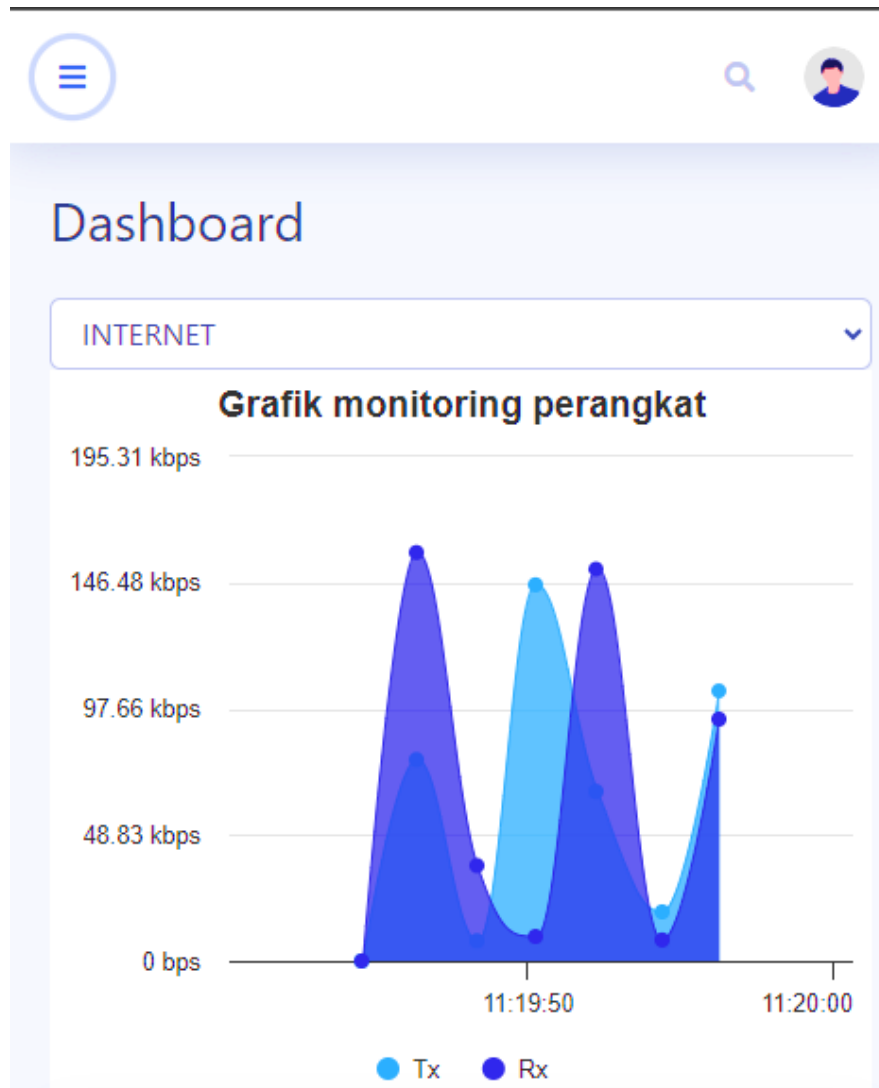 Dashboard
INTERNET
Grafik monitoring perangkat
195.31 kbps
146.48 kbps
97.66 kbps
48.83 kbps
0 bps
11:19:50 11:20:00
Tx Rx